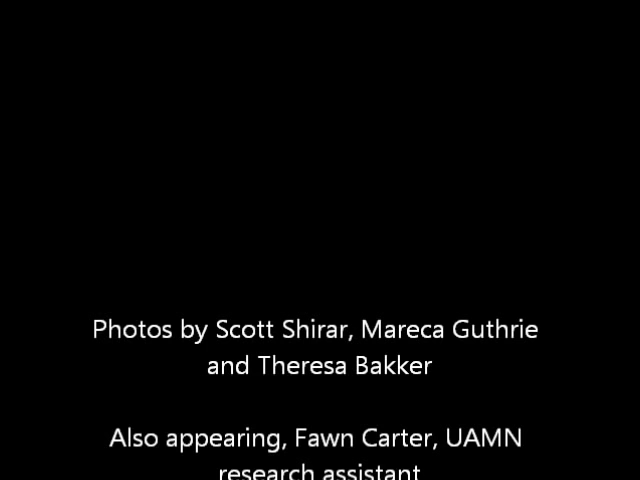 Photos by Scott Shirar, Mareca Guthrie
and Theresa Bakker
Also appearing, Fawn Carter, UAMN
research assistant